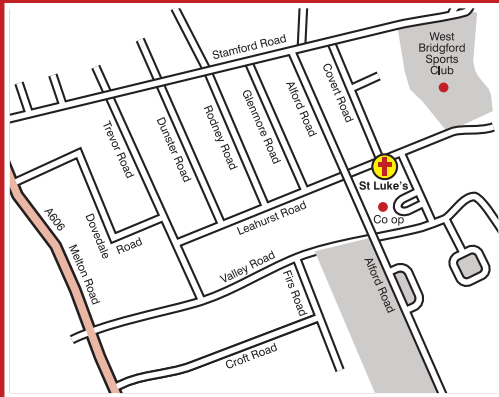 Stamford Road
West
Bridgford
Sports
Club
Trevor Road
Dunster Road
Rodney Road
Glenmore Road
Alford Road
Covert Road
St Luke's
Co op
Leahurst Road
Dovedale
Road
A606
Melton Road
Valley Road
Firs Road
Alford Road
Croft Road